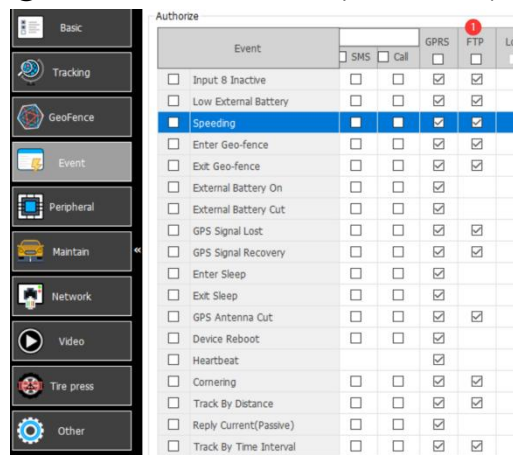 Authorize
Basic
Tracking
GeoFence
Event
Peripheral
Maintain
«
Network
Video
Tire press
Other
1
Event
SMS
Call
GPRS
FTP
Input 8 Inactive
Low External Battery
Speeding
Enter Geo-fence
Exit Geo-fence
External Battery On
External Battery Cut
GPS Signal Lost
GPS Signal Recovery
Enter Sleep
Exit Sleep
GPS Antenna Cut
Device Reboot
Heartbeat
Cornering
Track By Distance
Reply Current(Passive)
Track By Time Interval